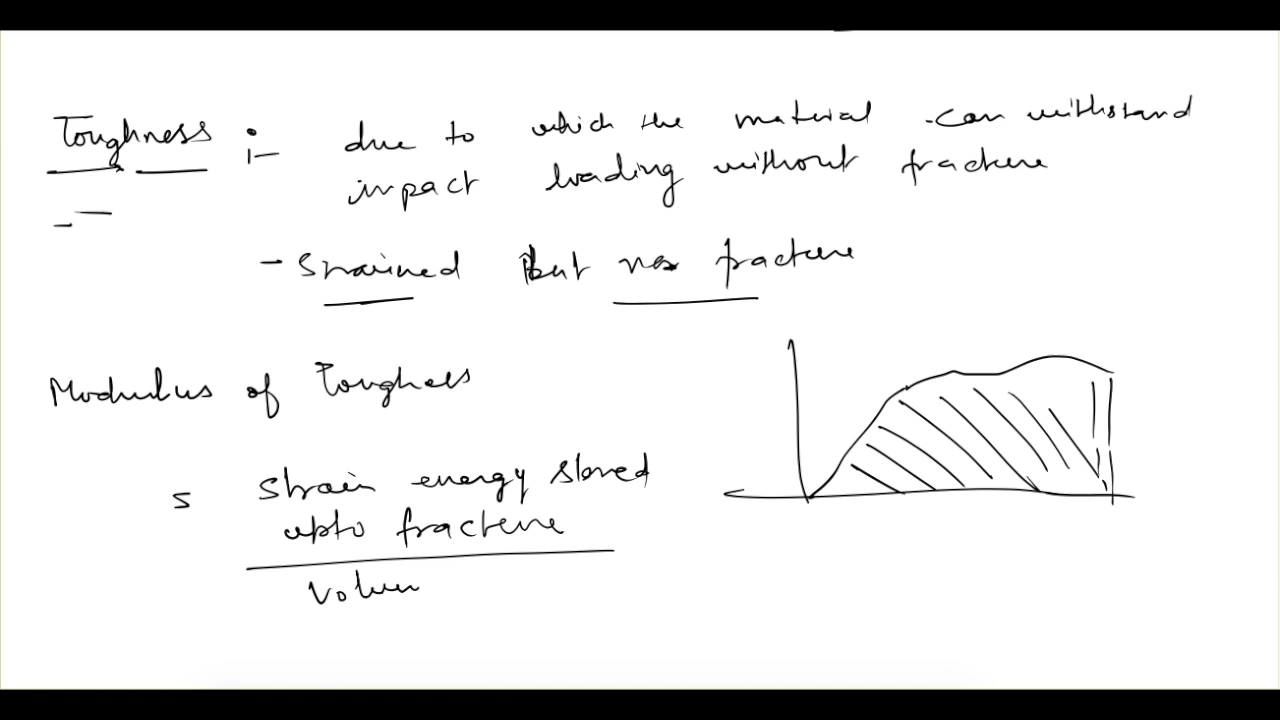 Toughness :- due to which the material can withstand
impact loading without fracture
- Strained but no fracture
Modulus of Toughness
= Strain energy stored
upto fracture
Volum